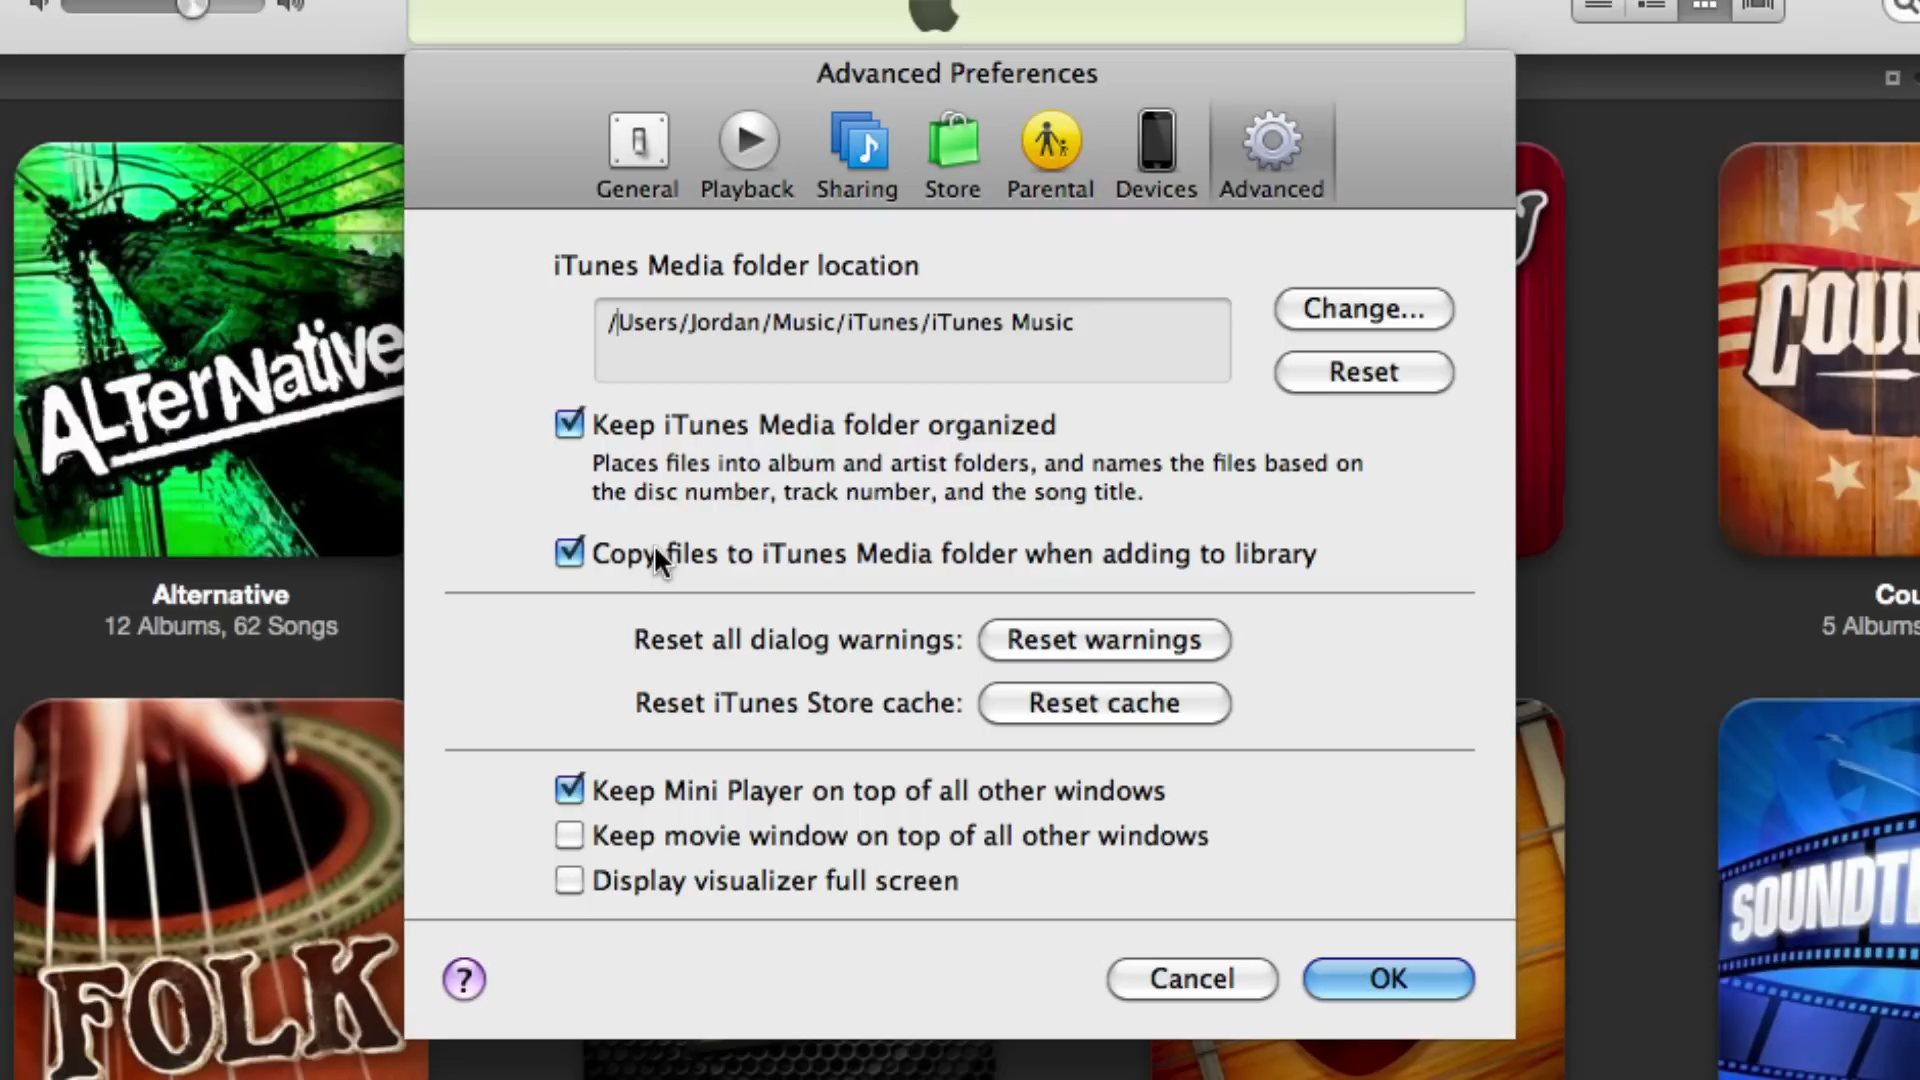 Advanced Preferences
General Playback Sharing Store Parental Devices Advanced
iTunes Media folder location
/Users/Jordan/Music/iTunes/iTunes Music
Change...
Reset
Keep iTunes Media folder organized
Places files into album and artist folders, and names the files based on
the disc number, track number, and the song title.
Copy files to iTunes Media folder when adding to library
Reset all dialog warnings: Reset warnings
Reset iTunes Store cache: Reset cache
Keep Mini Player on top of all other windows
Keep movie window on top of all other windows
Display visualizer full screen
?
Cancel OK
ALTerNative
Alternative
12 Albums, 62 Songs
FOLK
COU
Cou
5 Albums
SOUNDT